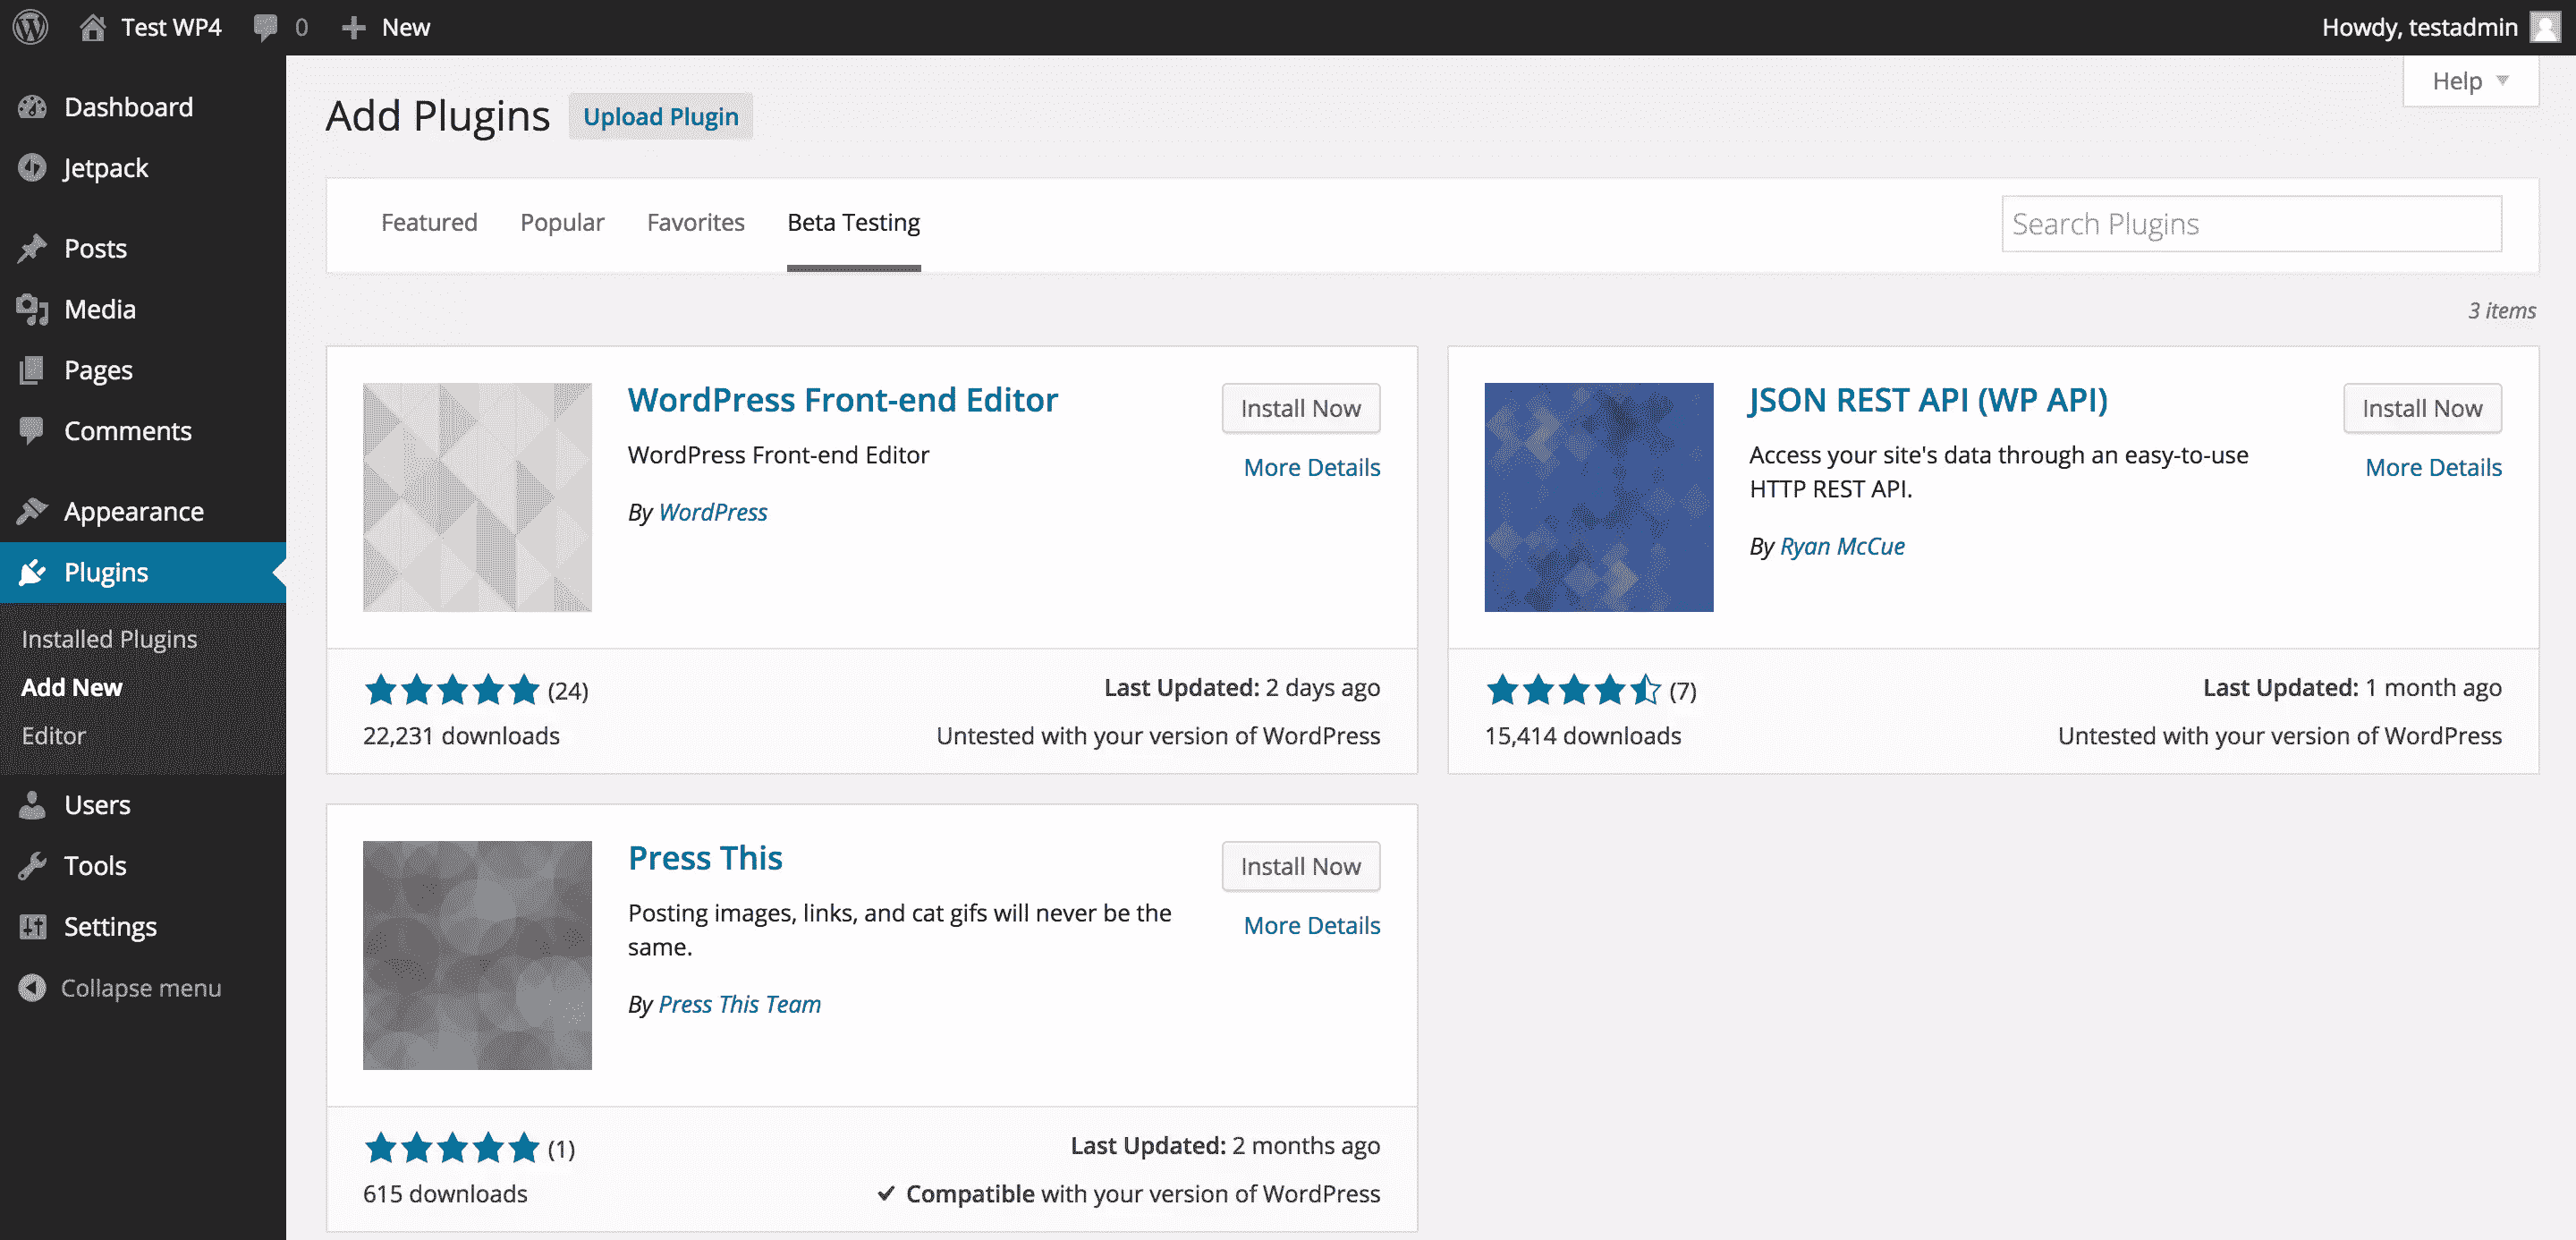 Test WP4
0
New
Howdy, testadmin
Help
Dashboard
Jetpack
Posts
Media
Pages
Comments
Appearance
Plugins
Installed Plugins
Add New
Editor
Users
Tools
Settings
Collapse menu
Add Plugins
Upload Plugin
Featured
Popular
Favorites
Beta Testing
Search Plugins
3 items
WordPress Front-end Editor
Install Now
WordPress Front-end Editor
More Details
By WordPress
(24)
Last Updated: 2 days ago
22,231 downloads
Untested with your version of WordPress
JSON REST API (WP API)
Install Now
Access your site's data through an easy-to-use
HTTP REST API.
More Details
By Ryan McCue
(7)
Last Updated: 1 month ago
15,414 downloads
Untested with your version of WordPress
Press This
Install Now
Posting images, links, and cat gifs will never be the
same.
More Details
By Press This Team
(1)
Last Updated: 2 months ago
615 downloads
Compatible with your version of WordPress